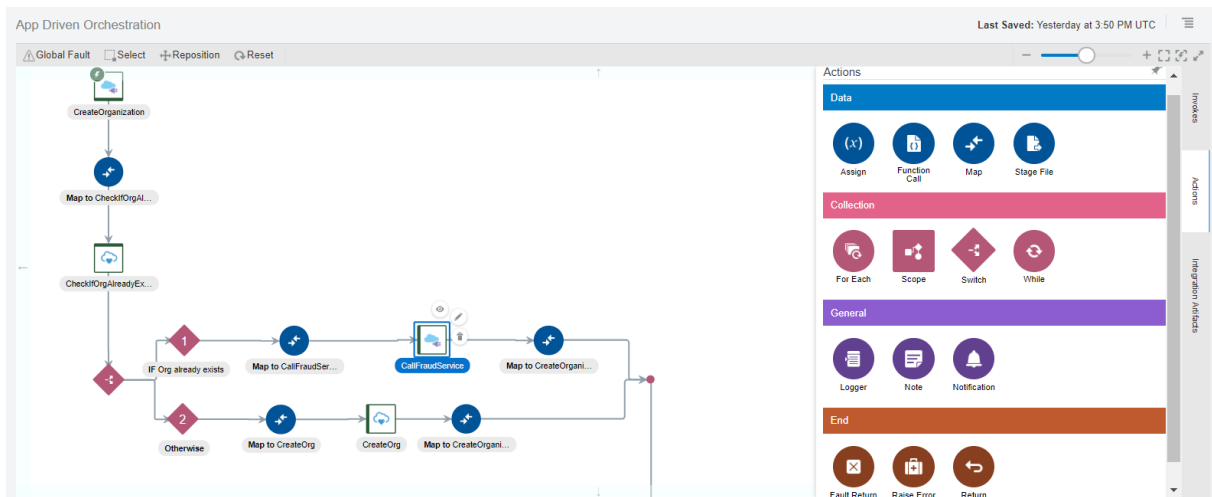 App Driven Orchestration
Last Saved: Yesterday at 3:50 PM UTC
Global Fault
Select
Reposition
Reset
CreateOrganization
Map to CheckIfOrgAl...
CheckIfOrgAlreadyEx...
1
IF Org already exists
Map to CallFraudSer...
CallFraudService
Map to CreateOrgani...
2
Otherwise
Map to CreateOrg
CreateOrg
Map to CreateOrgani...
Actions
Data
(x)
Assign
Function
Call
Map
Stage File
Collection
For Each
Scope
Switch
While
General
Logger
Note
Notification
End
Fault Return
Raise Error
Return
Invokes
Actions
Integration Artifacts